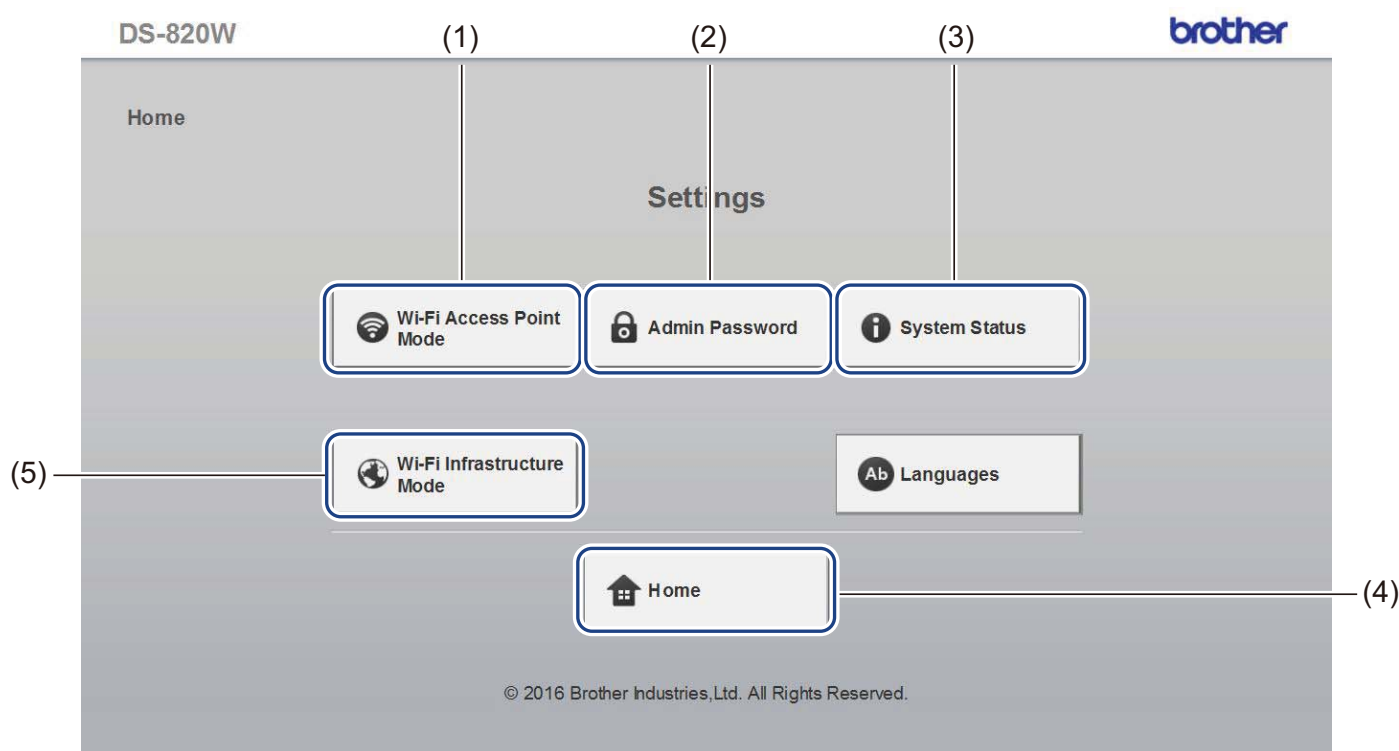 DS-820W
(1)
(2)
(3)
brother
Home
Settings
Wi-Fi Access Point
Mode
Admin Password
System Status
(5)
Wi-Fi Infrastructure
Mode
Ab
Languages
Home
(4)
© 2016 Brother Industries,Ltd. All Rights Reserved.